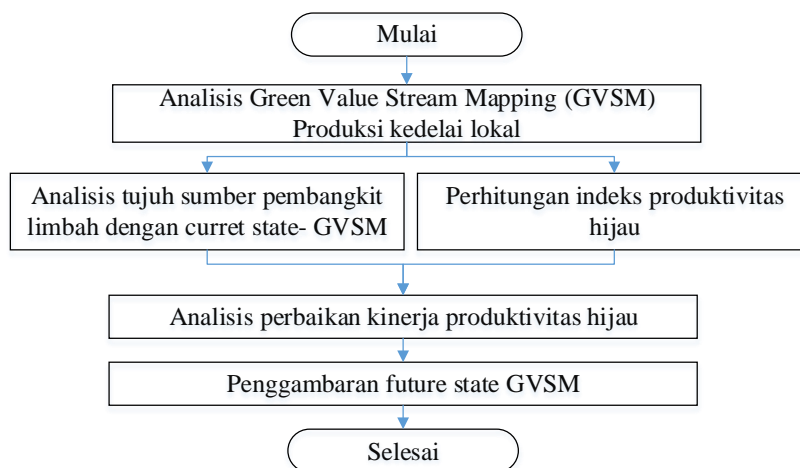 Mulai
Analisis Green Value Stream Mapping (GVSM)
Produksi kedelai lokal
Analisis tujuh sumber pembangkit
limbah dengan curret state- GVSM
Perhitungan indeks produktivitas
hijau
Analisis perbaikan kinerja produktivitas hijau
Penggambaran future state GVSM
Selesai